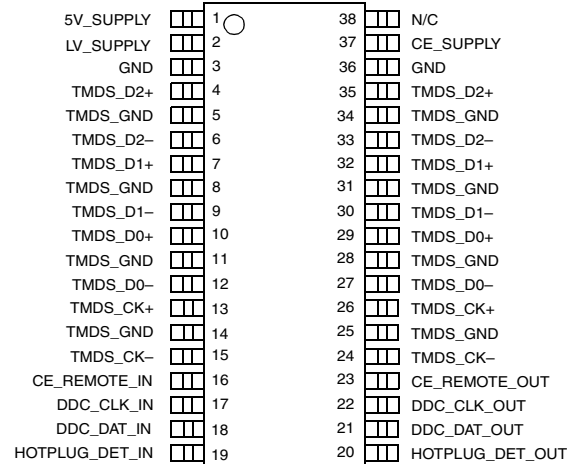 5V_SUPPLY 1 38 N/C
LV_SUPPLY 2 37 CE_SUPPLY
GND 3 36 GND
TMDS_D2+ 4 35 TMDS_D2+
TMDS_GND 5 34 TMDS_GND
TMDS_D2– 6 33 TMDS_D2–
TMDS_D1+ 7 32 TMDS_D1+
TMDS_GND 8 31 TMDS_GND
TMDS_D1– 9 30 TMDS_D1–
TMDS_D0+ 10 29 TMDS_D0+
TMDS_GND 11 28 TMDS_GND
TMDS_D0– 12 27 TMDS_D0–
TMDS_CK+ 13 26 TMDS_CK+
TMDS_GND 14 25 TMDS_GND
TMDS_CK– 15 24 TMDS_CK–
CE_REMOTE_IN 16 23 CE_REMOTE_OUT
DDC_CLK_IN 17 22 DDC_CLK_OUT
DDC_DAT_IN 18 21 DDC_DAT_OUT
HOTPLUG_DET_IN 19 20 HOTPLUG_DET_OUT